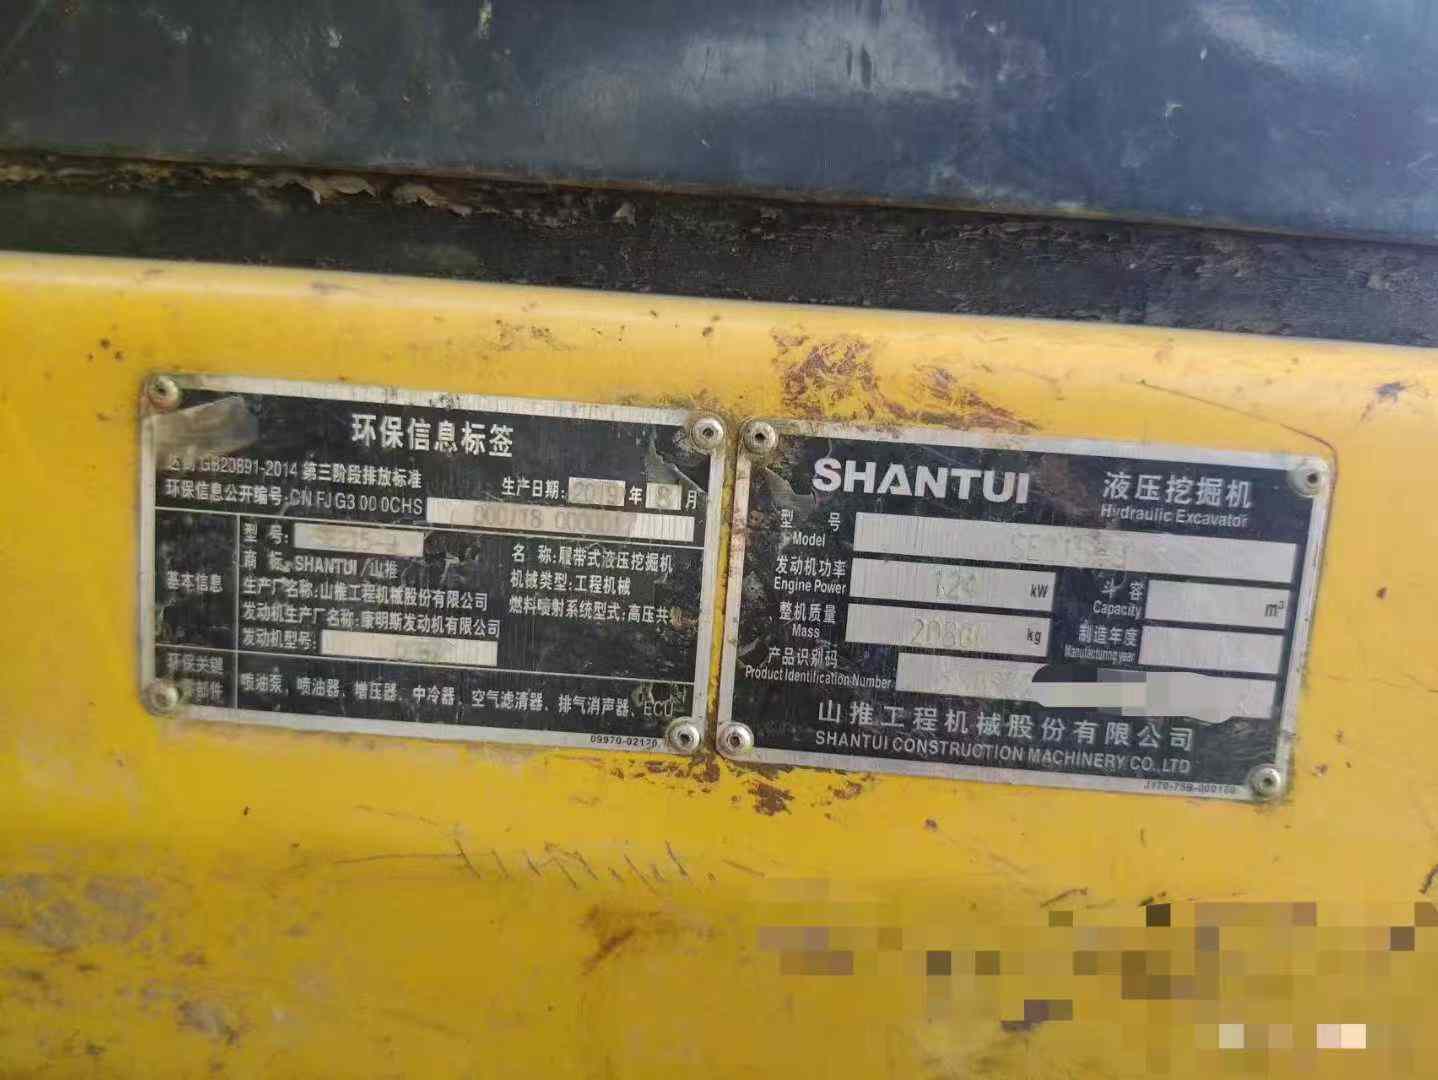 环保信息标签
GB20891-2014 第三阶段排放标准
生产日期: 2019 年 8 月
环保信息公开编号:CN FJG3 00 0CHS 000118 000001
基本信息
型 号:
商 标: SHANTUI/山推
生产厂名称:山推工程机械股份有限公司
发动机生产厂名称:康明斯发动机有限公司
发动机型号:
名 称:履带式液压挖掘机
机械类型:工程机械
燃料喷射系统型式:高压共
环保关键
部件
喷油泵、喷油器、增压器、中冷器、空气滤清器、排气消声器、ECU
09970-02120
SHANTUI 液压挖掘机
Hydraulic Excavator
型 号
Model
发动机功率
Engine Power
kW
斗 容
Capacity
m³
整机质量
Mass
kg
制造年度
Manufacturing year
产品识别码
Product Identification Number
山推工程机械股份有限公司
SHANTUI CONSTRUCTION MACHINERY CO.,LTD